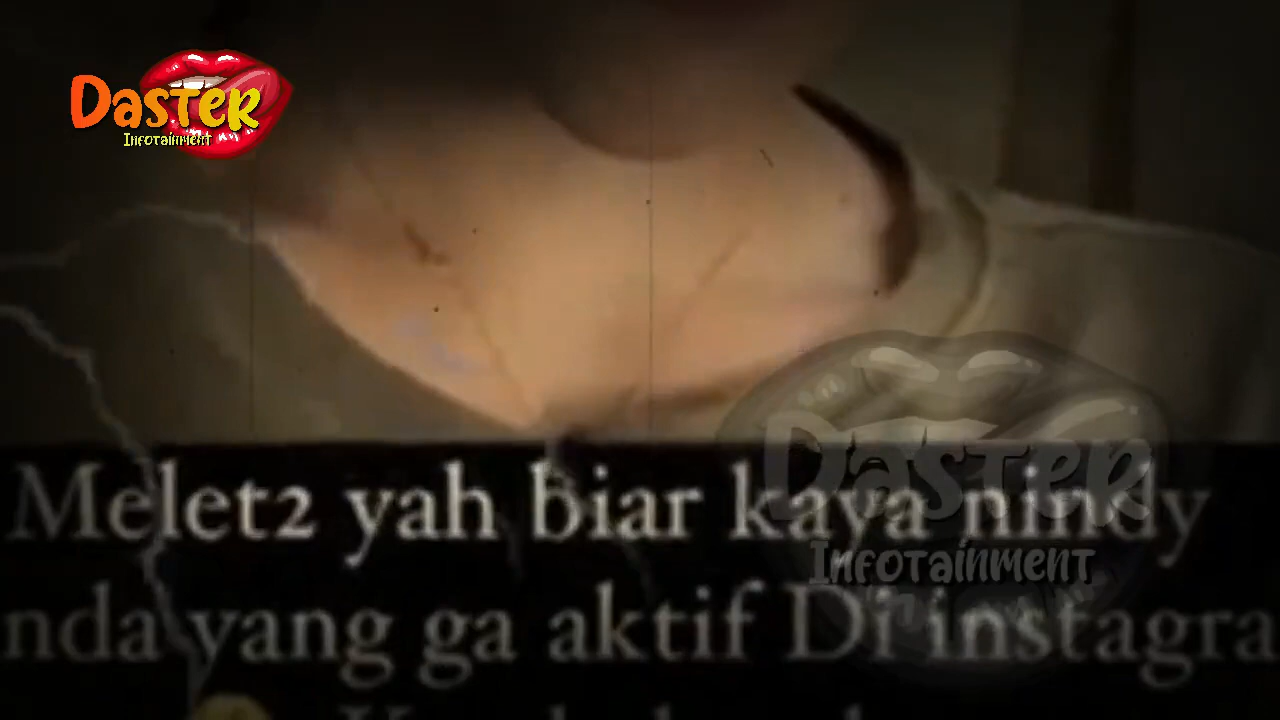 Daster
Infotainment
Daster
Infotainment
Melet2 yah biar kaya nindy
nda yang ga aktif Di instagra